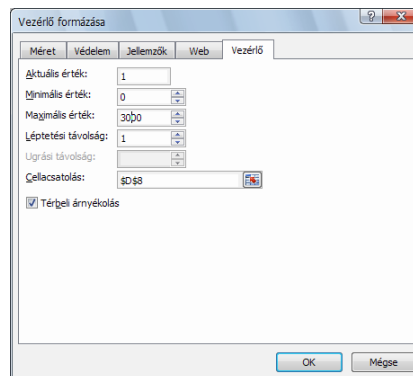 Vezérlő formázása
Méret Védelem Jellemzők Web Vezérlő
Aktuális érték: 1
Minimális érték: 0
Maximális érték: 3000
Léptetési távolság: 1
Ugrási távolság:
Cellacsatolás: $D$8
Térbeli árnyékolás
OK Mégse